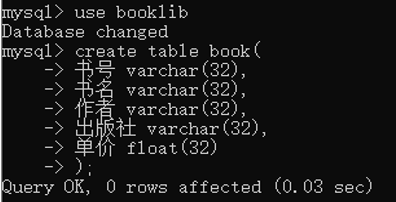 mysql> use booklib
Database changed
mysql> create table book(
    -> 书号 varchar(32),
    -> 书名 varchar(32),
    -> 作者 varchar(32),
    -> 出版社 varchar(32),
    -> 单价 float(32)
    -> );
Query OK, 0 rows affected (0.03 sec)